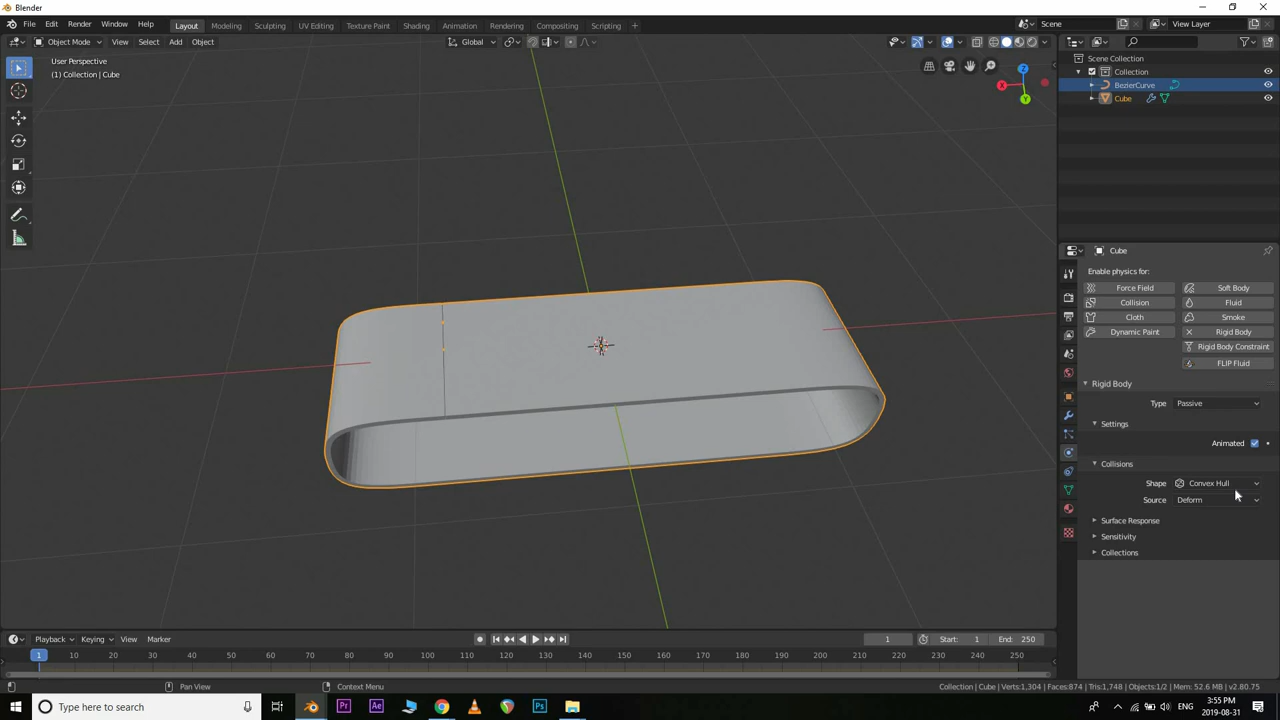 Blender
File Edit Render Window Help
Layout Modeling Sculpting UV Editing Texture Paint Shading Animation Rendering Compositing Scripting +
Scene
View Layer
Object Mode View Select Add Object
Global
User Perspective
(1) Collection | Cube
Z
X
Y
Scene Collection
Collection
BezierCurve
Cube
Cube
Enable physics for:
Force Field Soft Body
Collision Fluid
Cloth Smoke
Dynamic Paint Rigid Body
Rigid Body Constraint
FLIP Fluid
Rigid Body
Type Passive
Settings
Animated
Collisions
Shape Convex Hull
Source Deform
Surface Response
Sensitivity
Collections
Playback Keying View Marker
1 Start: 1 End: 250
1 10 20 30 40 50 60 70 80 90 100 110 120 130 140 150 160 170 180 190 200 210 220 230 240 250
Pan View Context Menu
Collection | Cube | Verts:1,304 | Faces:874 | Tris:1,748 | Objects:1/2 | Mem: 52.6 MB | v2.80.75
Type here to search
Pr Ae Ps
ENG
3:55 PM
2019-08-31